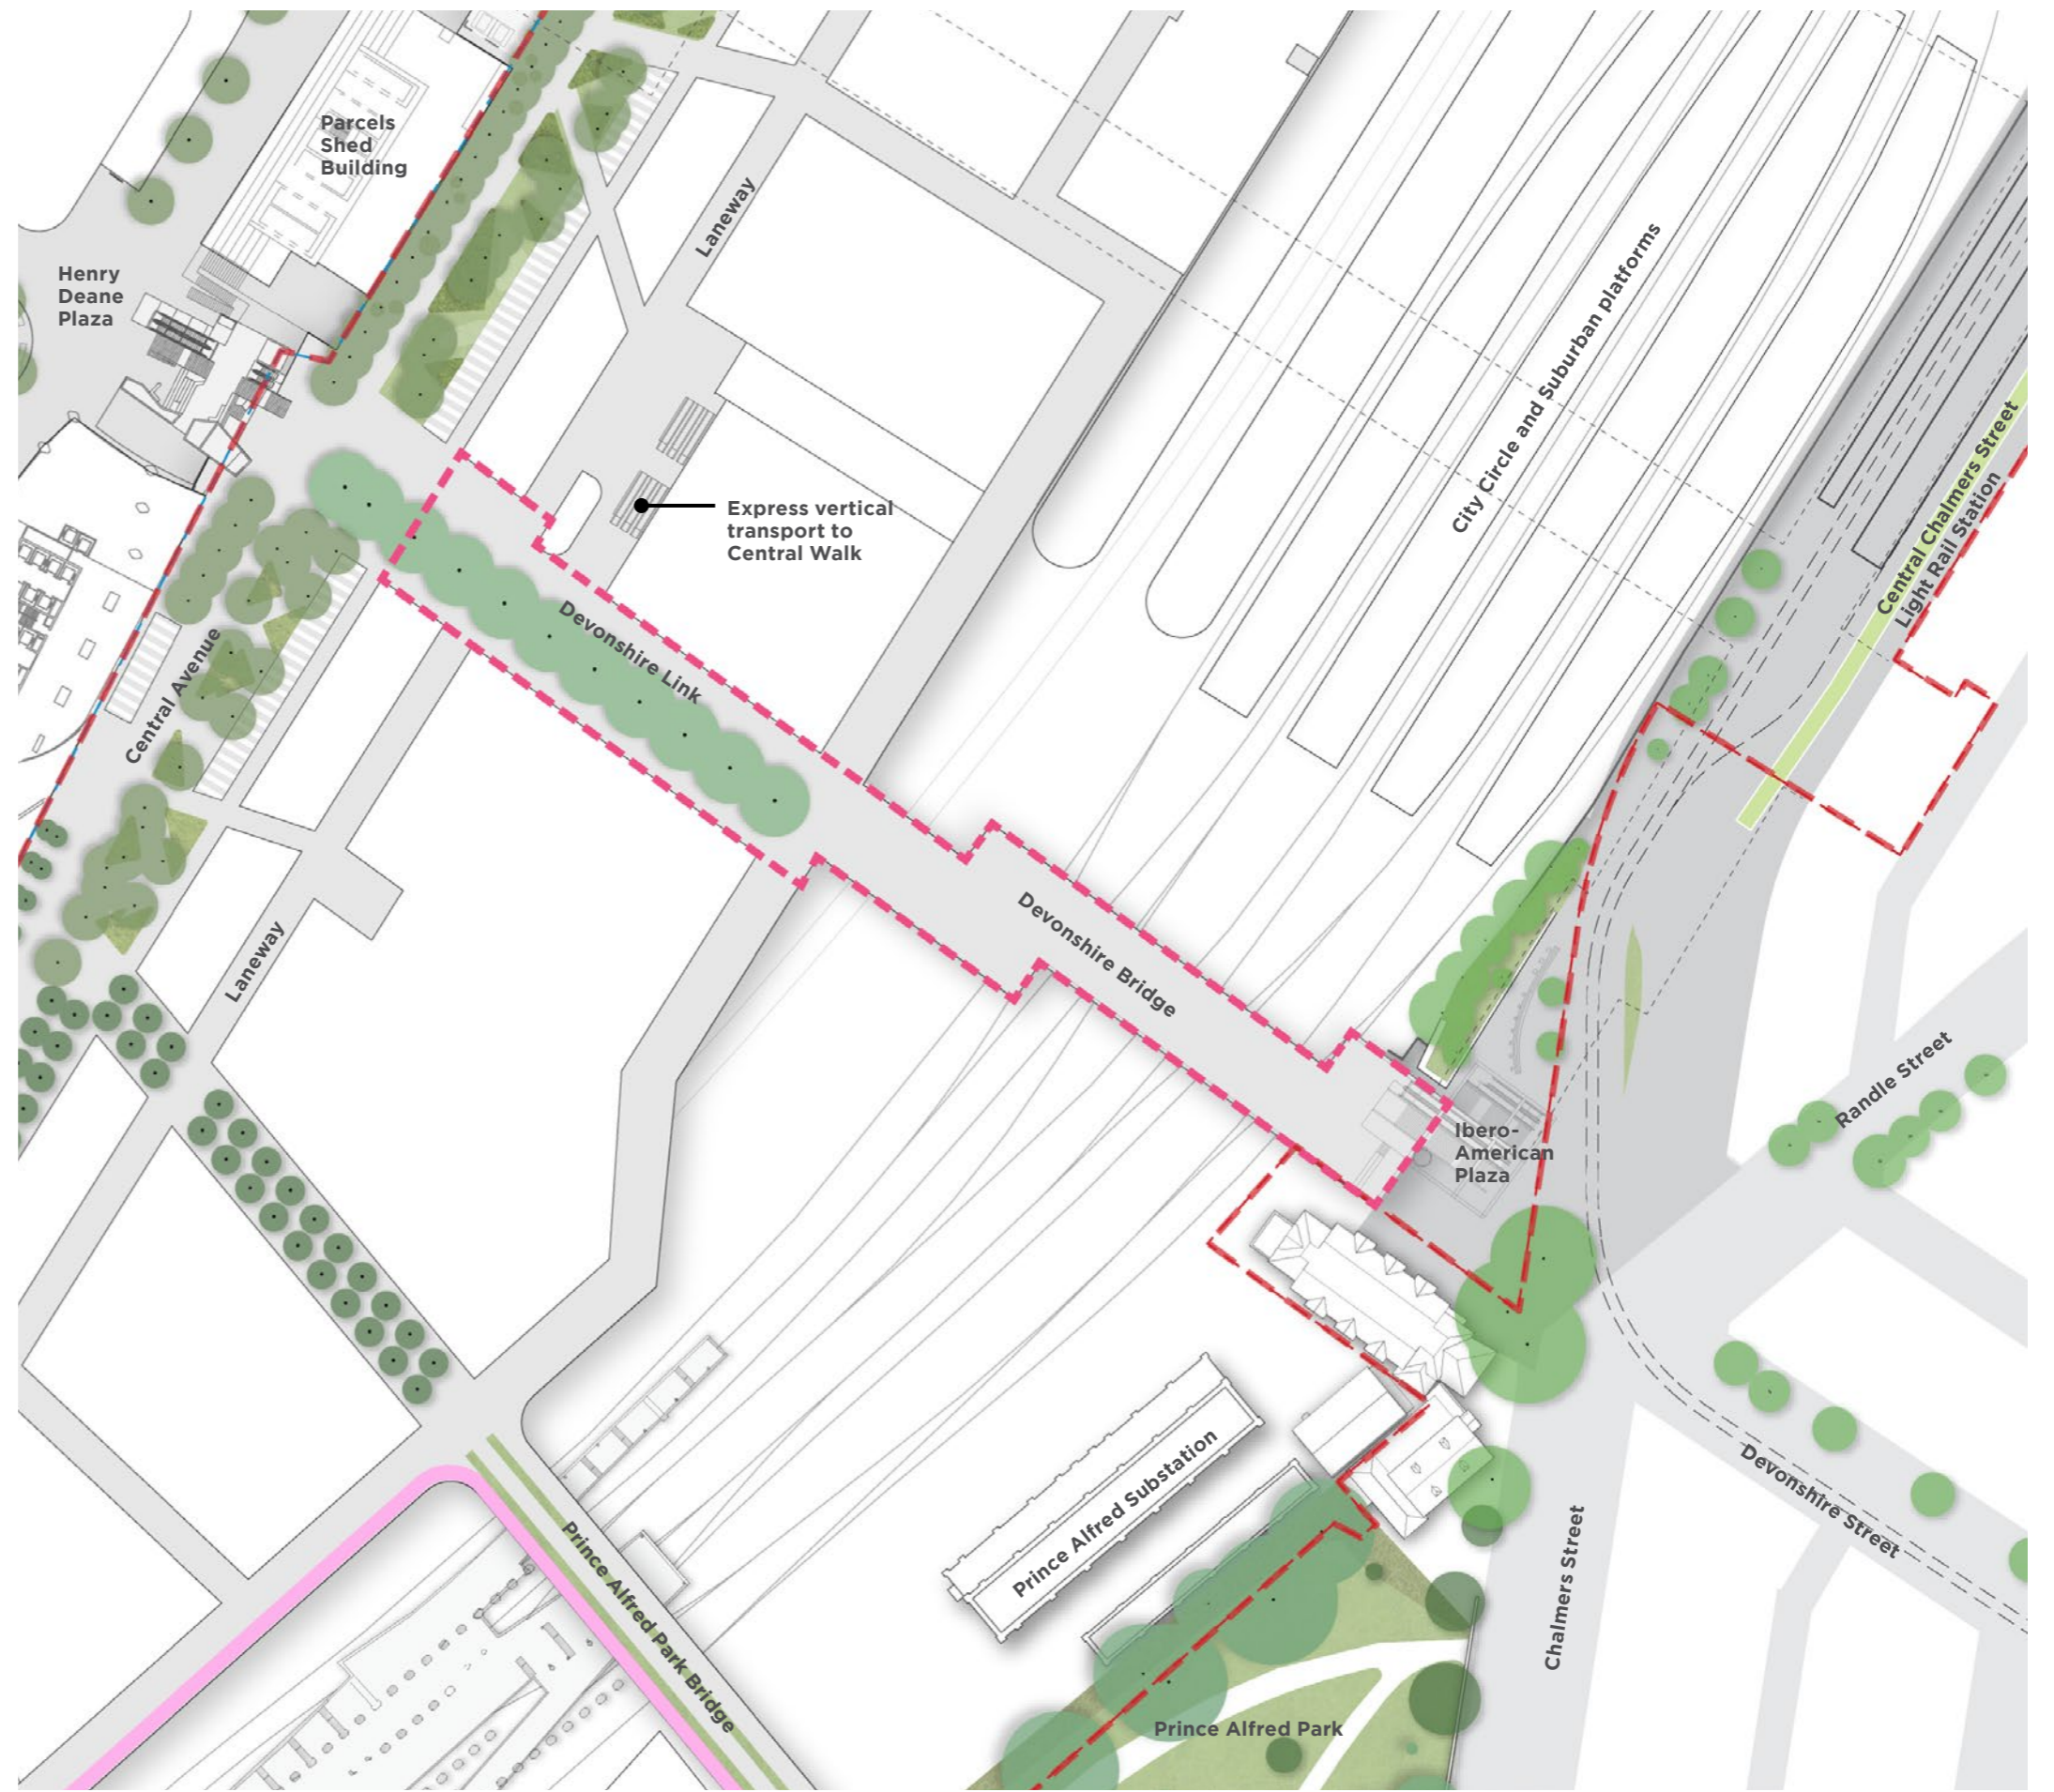 Parcels
Shed
Building
Laneway
Henry
Deane
Plaza
City Circle and Suburban platforms
Central Chalmers Street
Light Rail Station
Express vertical
transport to
Central Walk
Devonshire Link
Central Avenue
Devonshire Bridge
Laneway
Randle Street
Ibero-
American
Plaza
Prince Alfred Substation
Devonshire Street
Chalmers Street
Prince Alfred Park Bridge
Prince Alfred Park